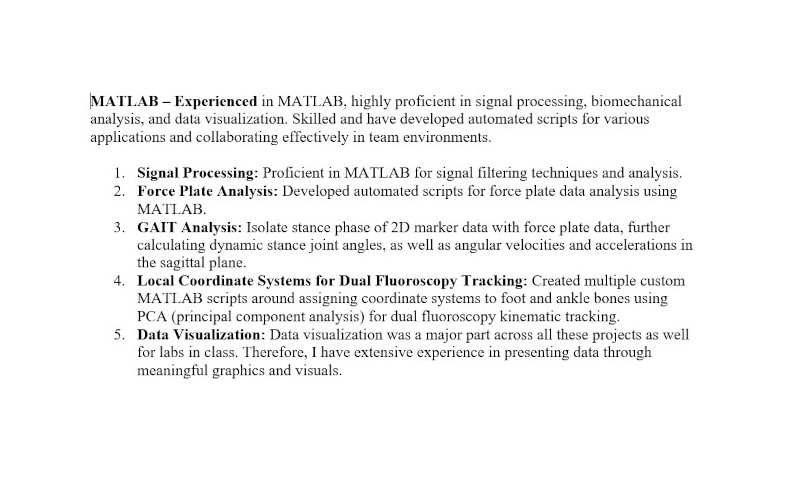 MATLAB – Experienced in MATLAB, highly proficient in signal processing, biomechanical
analysis, and data visualization. Skilled and have developed automated scripts for various
applications and collaborating effectively in team environments.
1. Signal Processing: Proficient in MATLAB for signal filtering techniques and analysis.
2. Force Plate Analysis: Developed automated scripts for force plate data analysis using
MATLAB.
3. GAIT Analysis: Isolate stance phase of 2D marker data with force plate data, further
calculating dynamic stance joint angles, as well as angular velocities and accelerations in
the sagittal plane.
4. Local Coordinate Systems for Dual Fluoroscopy Tracking: Created multiple custom
MATLAB scripts around assigning coordinate systems to foot and ankle bones using
PCA (principal component analysis) for dual fluoroscopy kinematic tracking.
5. Data Visualization: Data visualization was a major part across all these projects as well
for labs in class. Therefore, I have extensive experience in presenting data through
meaningful graphics and visuals.